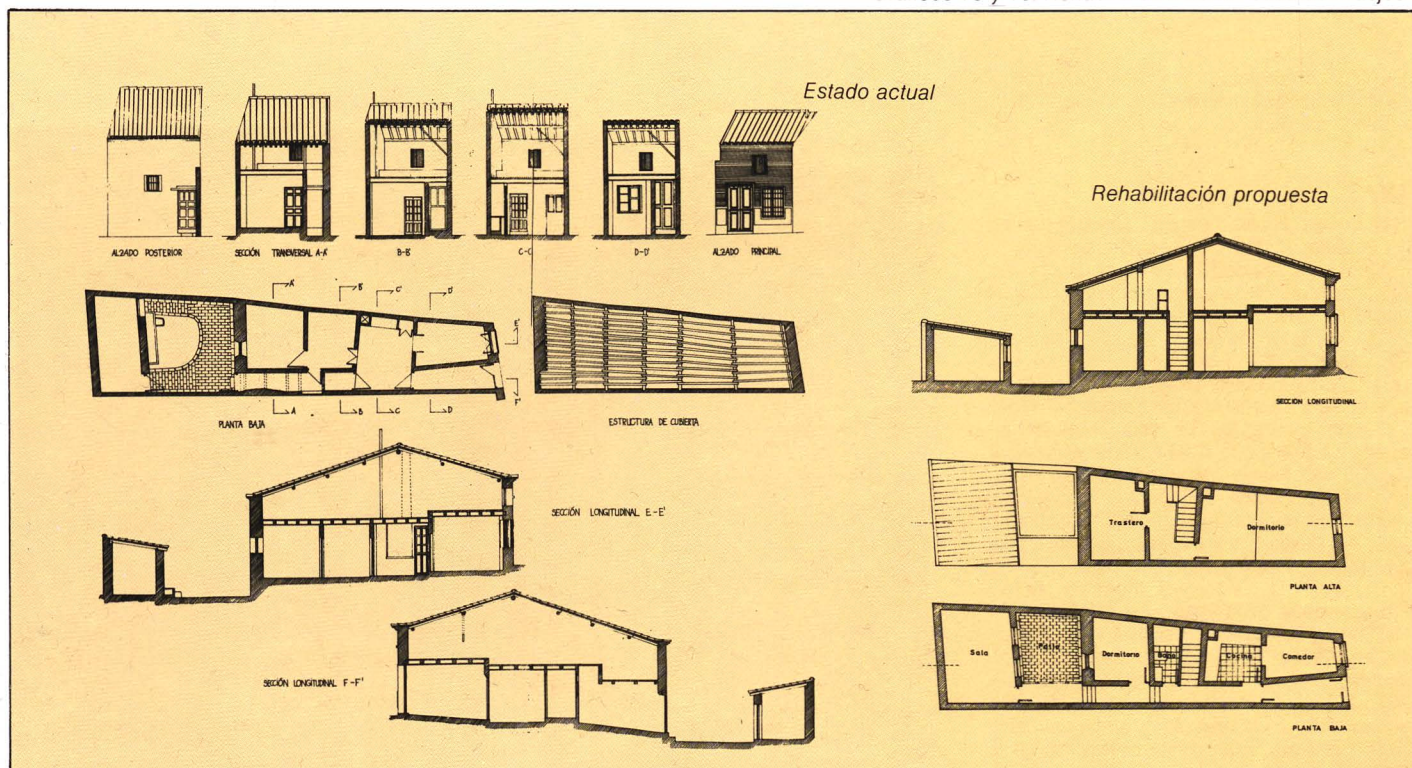 Estado actual
ALZADO POSTERIOR
SECCIÓN TRANSVERSAL A-A'
B-B'
C-C
D-D'
ALZADO PRINCIPAL
A'
B'
C'
D'
E'
F'
A
B
C
D
PLANTA BAJA
ESTRUCTURA DE CUBIERTA
SECCIÓN LONGITUDINAL E-E'
SECCIÓN LONGITUDINAL F-F'
Rehabilitación propuesta
SECCION LONGITUDINAL
Trastero
Dormitorio
PLANTA ALTA
Sala
Patio
Dormitorio
Baño
Cocina
Comedor
PLANTA BAJA